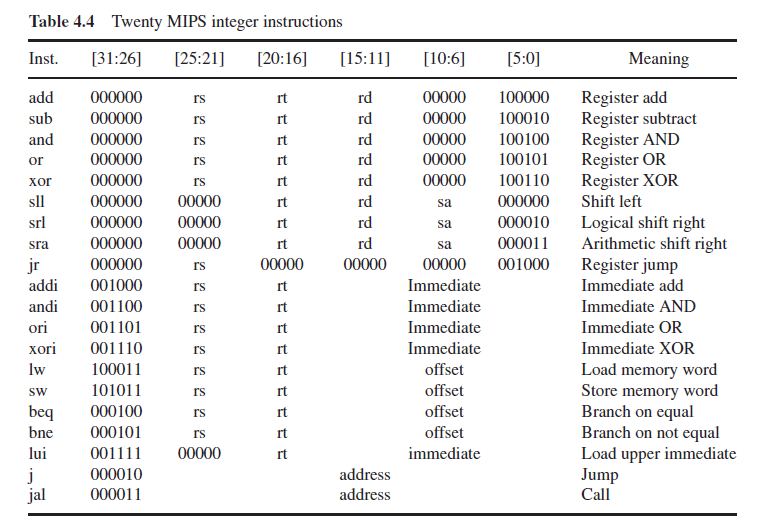 Table 4.4 Twenty MIPS integer instructions
Inst. [31:26] [25:21] [20:16] [15:11] [10:6] [5:0] Meaning
add 000000 rs rt rd 00000 100000 Register add
sub 000000 rs rt rd 00000 100010 Register subtract
and 000000 rs rt rd 00000 100100 Register AND
or 000000 rs rt rd 00000 100101 Register OR
xor 000000 rs rt rd 00000 100110 Register XOR
sll 000000 00000 rt rd sa 000000 Shift left
srl 000000 00000 rt rd sa 000010 Logical shift right
sra 000000 00000 rt rd sa 000011 Arithmetic shift right
jr 000000 rs 00000 00000 00000 001000 Register jump
addi 001000 rs rt Immediate Immediate add
andi 001100 rs rt Immediate Immediate AND
ori 001101 rs rt Immediate Immediate OR
xori 001110 rs rt Immediate Immediate XOR
lw 100011 rs rt offset Load memory word
sw 101011 rs rt offset Store memory word
beq 000100 rs rt offset Branch on equal
bne 000101 rs rt offset Branch on not equal
lui 001111 00000 rt immediate Load upper immediate
j 000010 address Jump
jal 000011 address Call